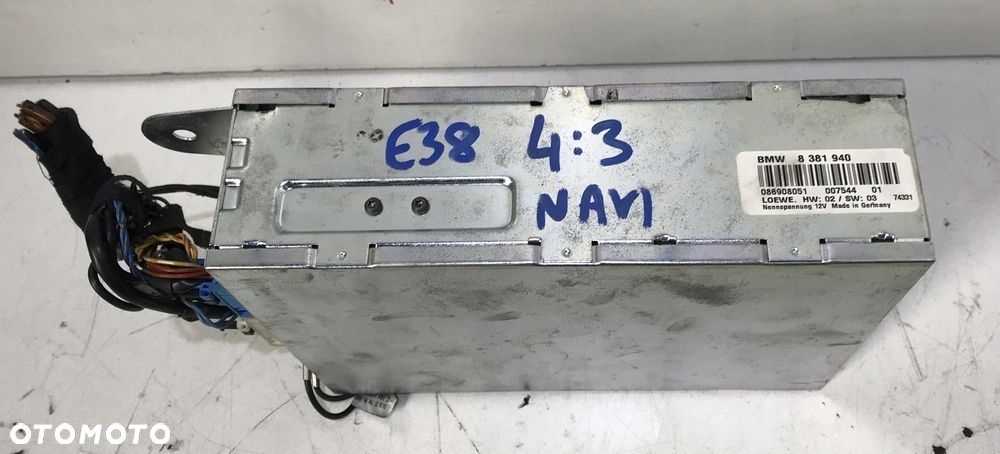 E38 4:3
NAVI
BMW 8 381 940
086908051 007544 01
LOEWE. HW: 02 / SW: 03 74331
Nennspannung 12V Made in Germany
OTOMOTO